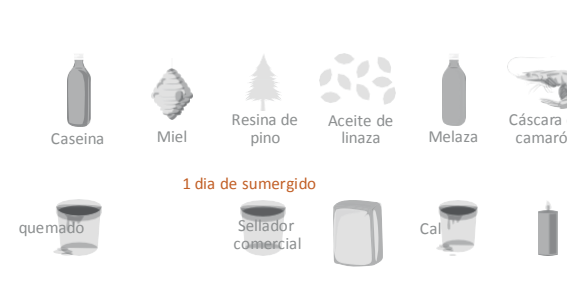 Caseina
Miel
Resina de
pino
Aceite de
linaza
Melaza
Cáscara
camaró
1 dia de sumergido
quemado
Sellador
comercial
Cal